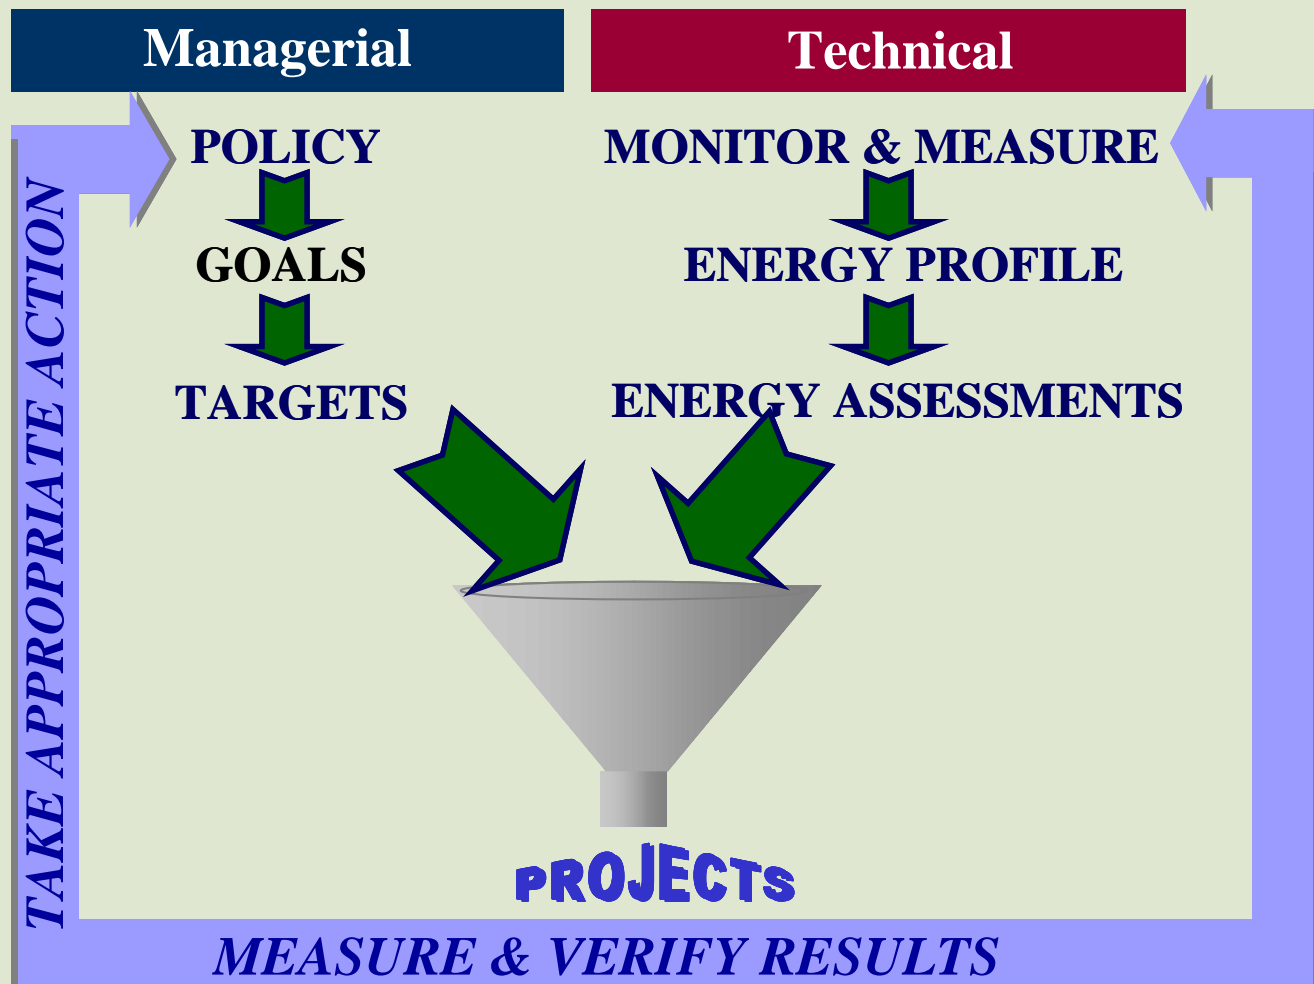 Managerial
Technical
POLICY
MONITOR & MEASURE
GOALS
ENERGY PROFILE
TARGETS
ENERGY ASSESSMENTS
TAKE APPROPRIATE ACTION
PROJECTS
MEASURE & VERIFY RESULTS